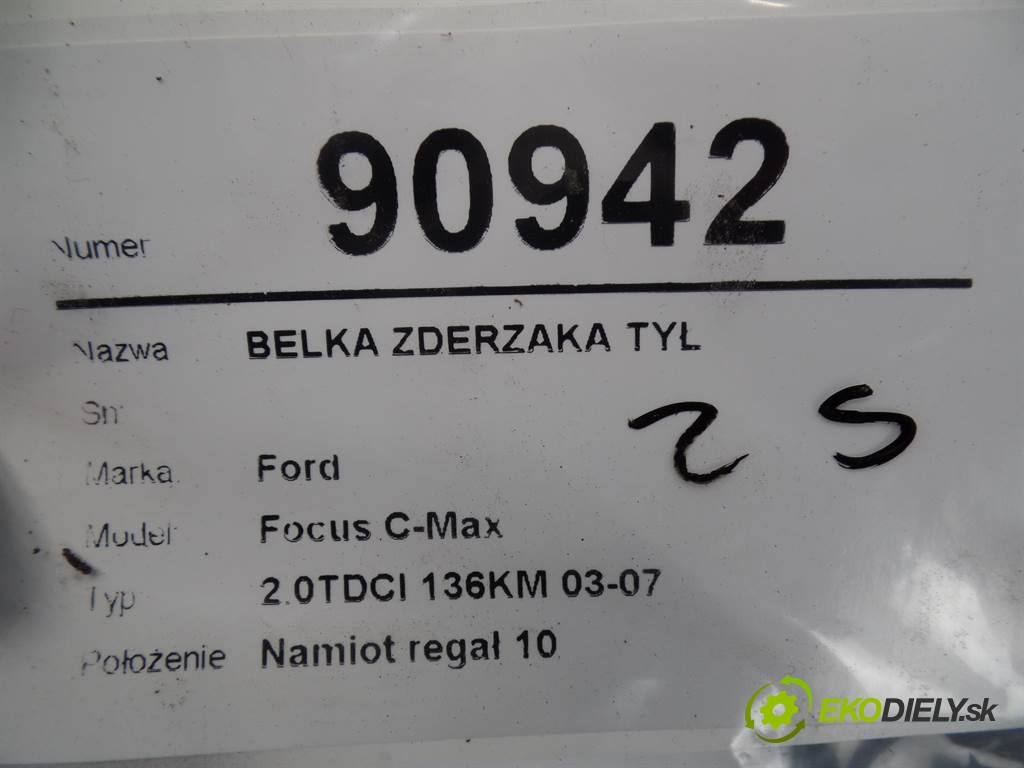 Numer 90942
Nazwa BELKA ZDERZAKA TYŁ
Sn
2 S
Marka Ford
Model Focus C-Max
Typ 2.0TDCI 136KM 03-07
Położenie Namiot regał 10
EKODIELY.sk